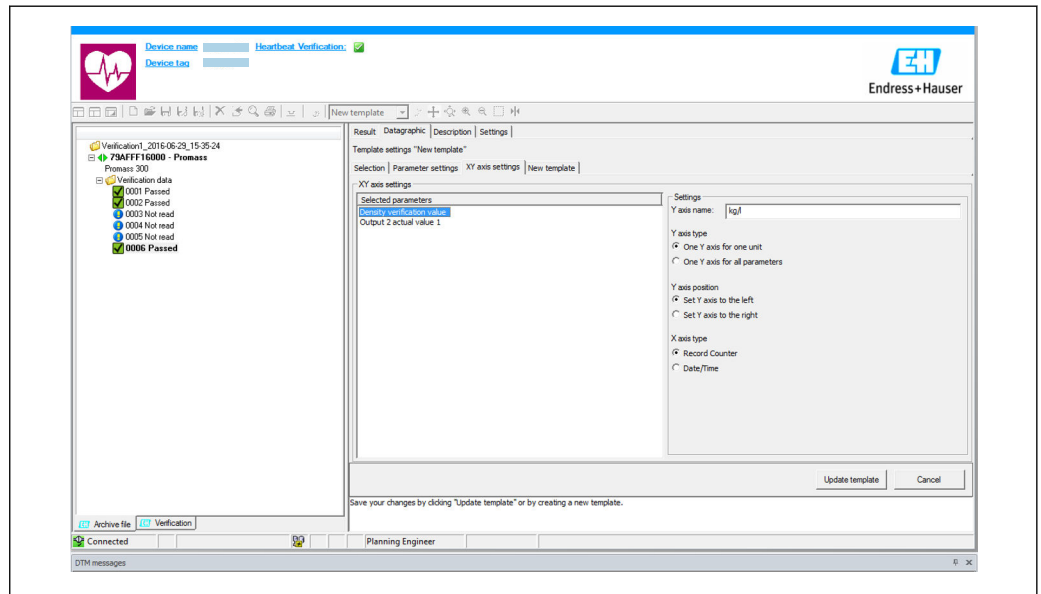 Device name Heartbeat Verification:
Device tag
EH
Endress+Hauser
New template
Verification1_2016-06-29_15-35-24
79AFFF16000 - Promass
Promass 300
Verification data
0001 Passed
0002 Passed
0003 Not read
0004 Not read
0005 Not read
0006 Passed
Result Datagraphic Description Settings
Template settings "New template"
Selection Parameter settings XY axis settings New template
XY axis settings
Selected parameters
Density verification value
Output 2 actual value 1
Settings
Y axis name: kg/l
Y axis type
One Y axis for one unit
One Y axis for all parameters
Y axis position
Set Y axis to the left
Set Y axis to the right
X axis type
Record Counter
Date/Time
Update template Cancel
Save your changes by clicking "Update template" or by creating a new template.
Archive file Verification
Connected Planning Engineer
DTM messages